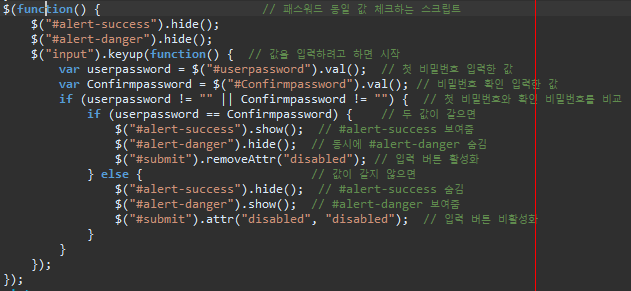 $(function() {                       // 패스워드 동일 값 체크하는 스크립트
    $("#alert-success").hide();
    $("#alert-danger").hide();
    $("input").keyup(function() {  // 값을 입력하려고 하면 시작
        var userpassword = $("#userpassword").val();  // 첫 비밀번호 입력한 값
        var Confirmpassword = $("#Confirmpassword").val(); // 비밀번호 확인 입력한 값
        if (userpassword != "" || Confirmpassword != "") {  // 첫 비밀번호와 확인 비밀번호를 비교
            if (userpassword == Confirmpassword) {    // 두 값이 같으면
                $("#alert-success").show();  // #alert-success 보여줌
                $("#alert-danger").hide();  // 동시에 #alert-danger 숨김
                $("#submit").removeAttr("disabled");  // 입력 버튼 활성화
            } else {                        // 값이 같지 않으면
                $("#alert-success").hide();  // #alert-success 숨김
                $("#alert-danger").show();  // #alert-danger 보여줌
                $("#submit").attr("disabled", "disabled");  // 입력 버튼 비활성화
            }
        }
    });
});